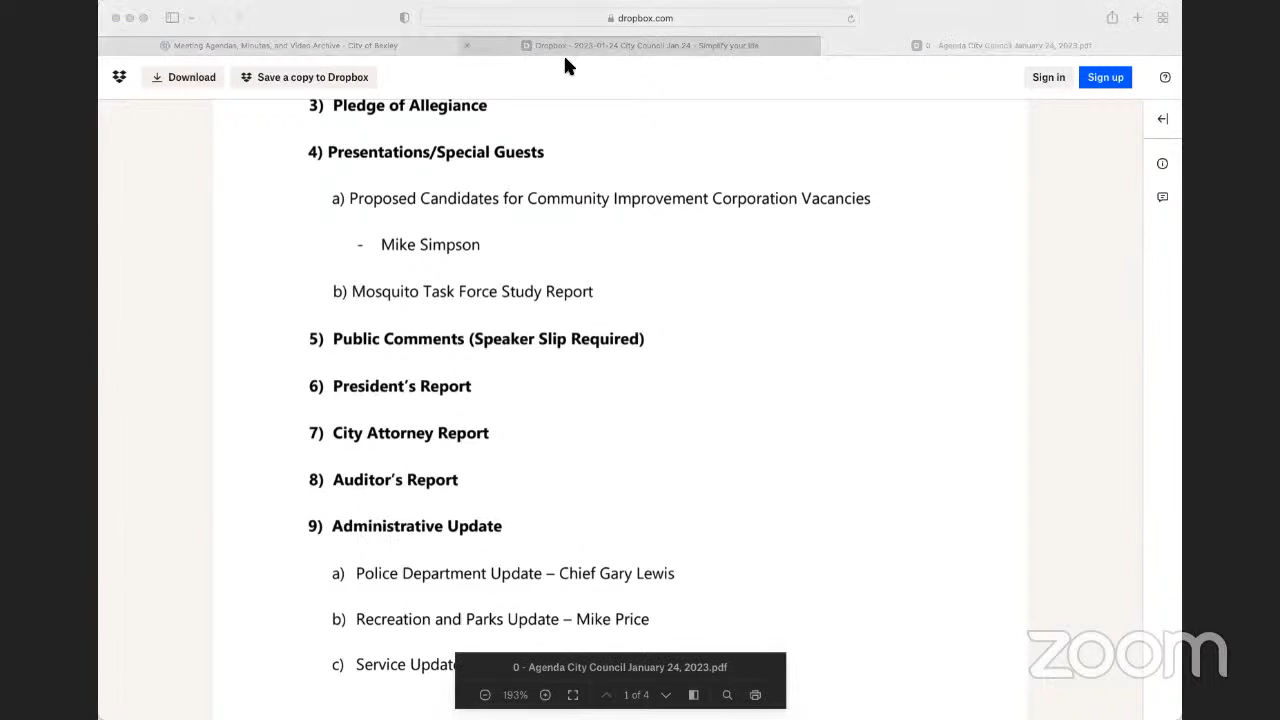 dropbox.com
Meeting Agendas, Minutes, and Video Archive - City of Bexley
Dropbox - 2023-01-24 City Council Jan 24 - Simplify your life
0 - Agenda City Council January 24, 2023.pdf
Download
Save a copy to Dropbox
Sign in
Sign up
3) Pledge of Allegiance
4) Presentations/Special Guests
a) Proposed Candidates for Community Improvement Corporation Vacancies
- Mike Simpson
b) Mosquito Task Force Study Report
5) Public Comments (Speaker Slip Required)
6) President's Report
7) City Attorney Report
8) Auditor's Report
9) Administrative Update
a) Police Department Update – Chief Gary Lewis
b) Recreation and Parks Update – Mike Price
c) Service Update
0 - Agenda City Council January 24, 2023.pdf
193%
1 of 4
zoom